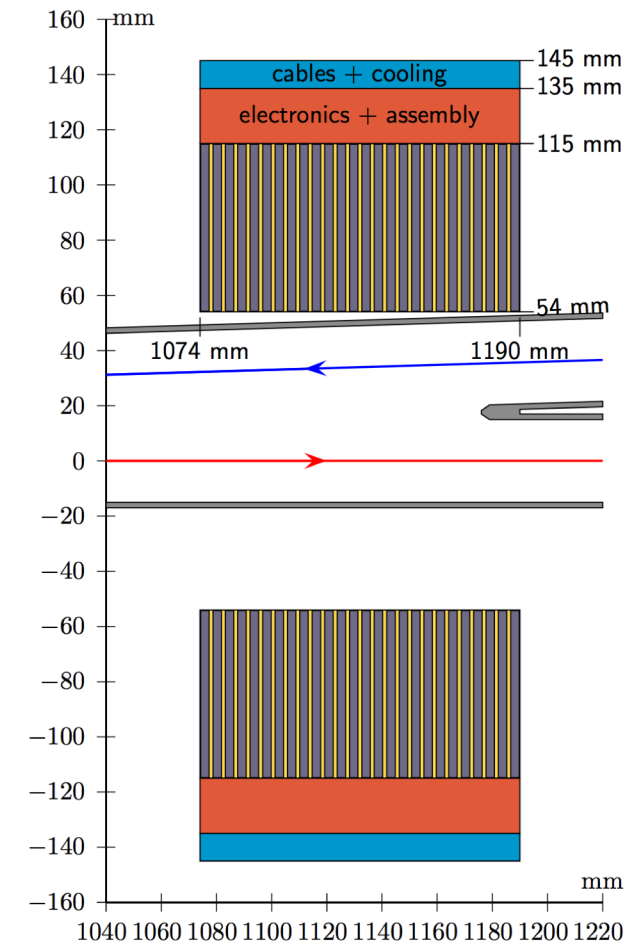 160 mm
140
120
100
80
60
40
20
0
−20
−40
−60
−80
−100
−120
−140
−160
cables + cooling
electronics + assembly
145 mm
135 mm
115 mm
54 mm
1074 mm
1190 mm
mm
1040 1060 1080 1100 1120 1140 1160 1180 1200 1220